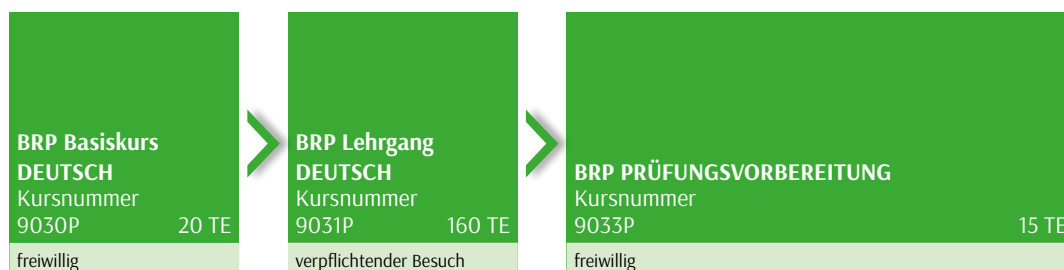 BRP Basiskurs
DEUTSCH
Kursnummer
9030P 20 TE
freiwillig
BRP Lehrgang
DEUTSCH
Kursnummer
9031P 160 TE
verpflichtender Besuch
BRP PRÜFUNGSVORBEREITUNG
Kursnummer
9033P 15 TE
freiwillig